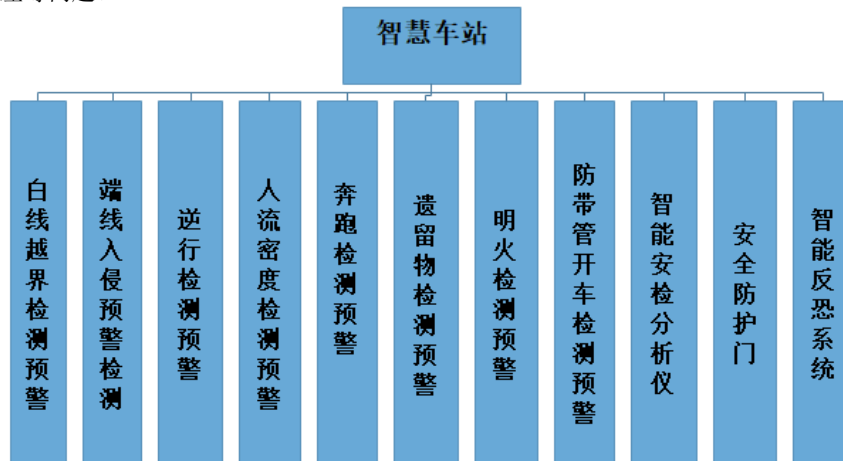 智慧车站
白线越界检测预警
端线入侵预警检测
逆行检测预警
人流密度检测预警
奔跑检测预警
遗留物检测预警
明火检测预警
防带管开车检测预警
智能安检分析仪
安全防护门
智能反恐系统